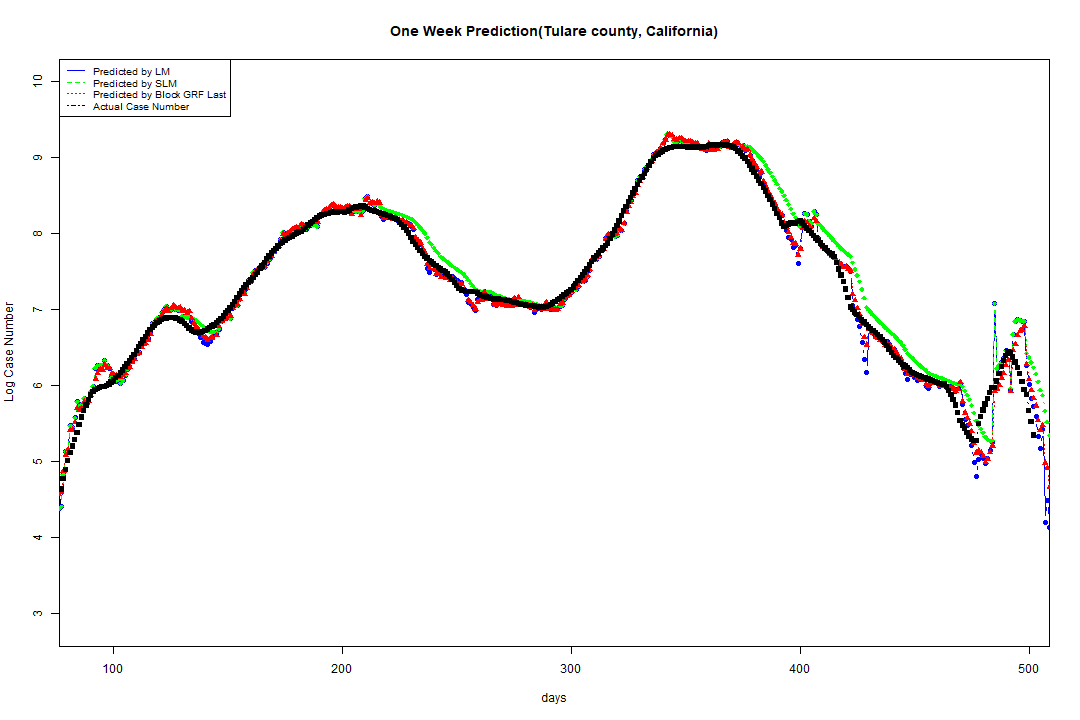 One Week Prediction(Tulare county, California)
Predicted by LM
Predicted by SLM
Predicted by Block GRF Last
Actual Case Number
10
9
8
7
6
5
4
3
Log Case Number
100 200 300 400 500
days